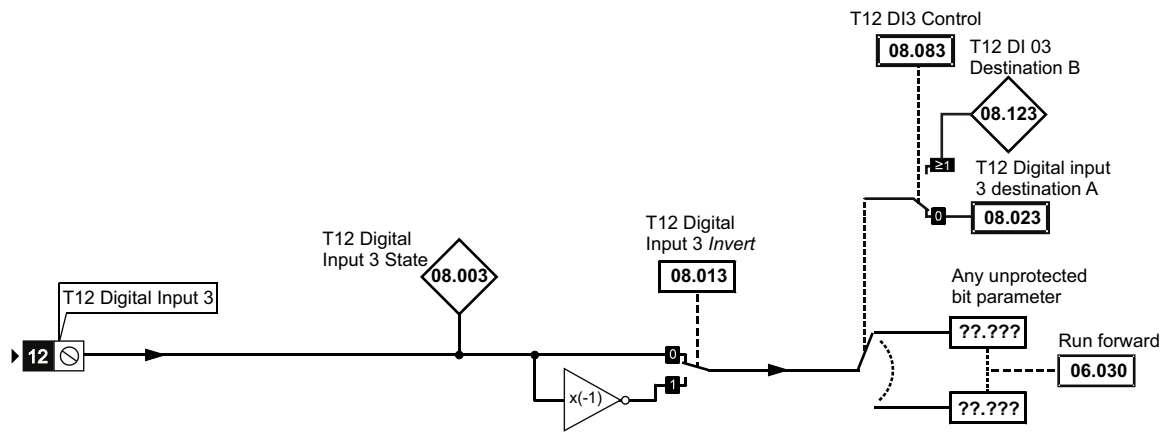 T12 DI3 Control
08.083
T12 DI 03
Destination B
08.123
≥1
T12 Digital input
3 destination A
0
08.023
T12 Digital
Input 3 State
08.003
T12 Digital
Input 3 Invert
08.013
T12 Digital Input 3
12
0
1
x(-1)
Any unprotected
bit parameter
??.???
Run forward
06.030
??.???